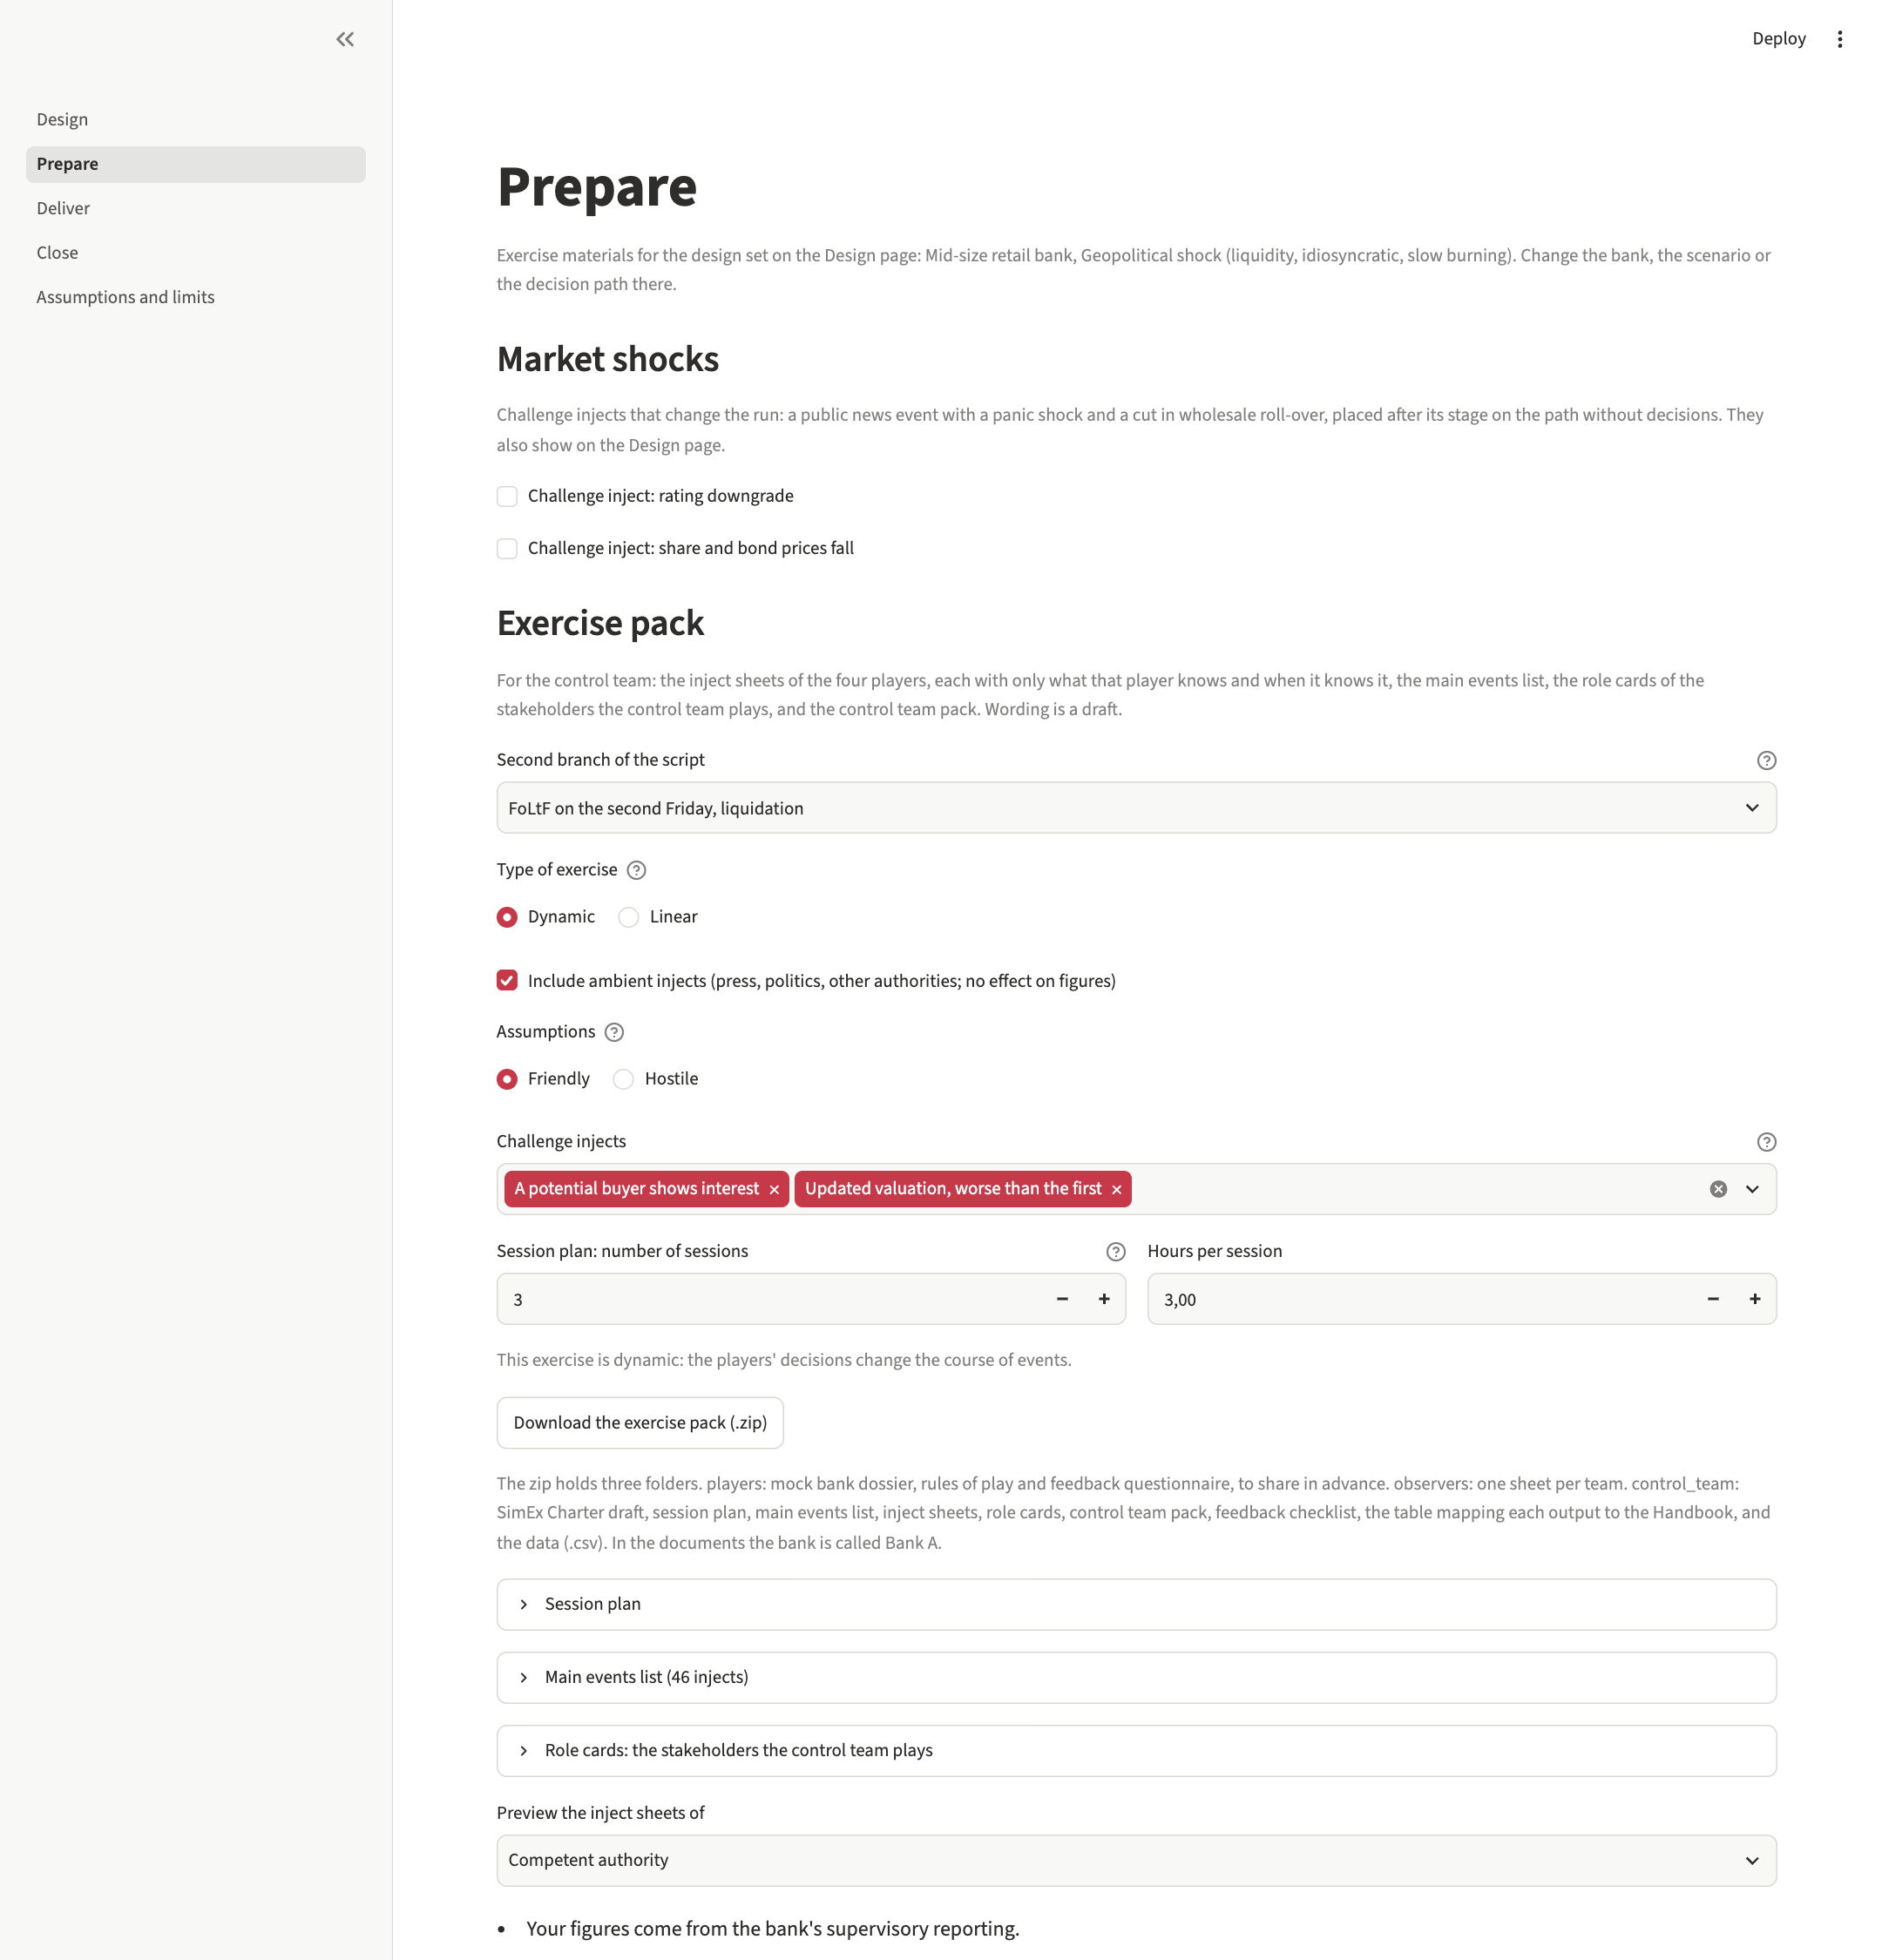 Deploy
Design
Prepare
Deliver
Close
Assumptions and limits
Prepare
Exercise materials for the design set on the Design page: Mid-size retail bank, Geopolitical shock (liquidity, idiosyncratic, slow burning). Change the bank, the scenario or
the decision path there.
Market shocks
Challenge injects that change the run: a public news event with a panic shock and a cut in wholesale roll-over, placed after its stage on the path without decisions. They
also show on the Design page.
Challenge inject: rating downgrade
Challenge inject: share and bond prices fall
Exercise pack
For the control team: the inject sheets of the four players, each with only what that player knows and when it knows it, the main events list, the role cards of the
stakeholders the control team plays, and the control team pack. Wording is a draft.
Second branch of the script
FoLtF on the second Friday, liquidation
Type of exercise
Dynamic Linear
Include ambient injects (press, politics, other authorities; no effect on figures)
Assumptions
Friendly Hostile
Challenge injects
A potential buyer shows interest Updated valuation, worse than the first
Session plan: number of sessions Hours per session
3 3,00
This exercise is dynamic: the players' decisions change the course of events.
Download the exercise pack (.zip)
The zip holds three folders. players: mock bank dossier, rules of play and feedback questionnaire, to share in advance. observers: one sheet per team. control_team:
SimEx Charter draft, session plan, main events list, inject sheets, role cards, control team pack, feedback checklist, the table mapping each output to the Handbook, and
the data (.csv). In the documents the bank is called Bank A.
Session plan
Main events list (46 injects)
Role cards: the stakeholders the control team plays
Preview the inject sheets of
Competent authority
• Your figures come from the bank's supervisory reporting.